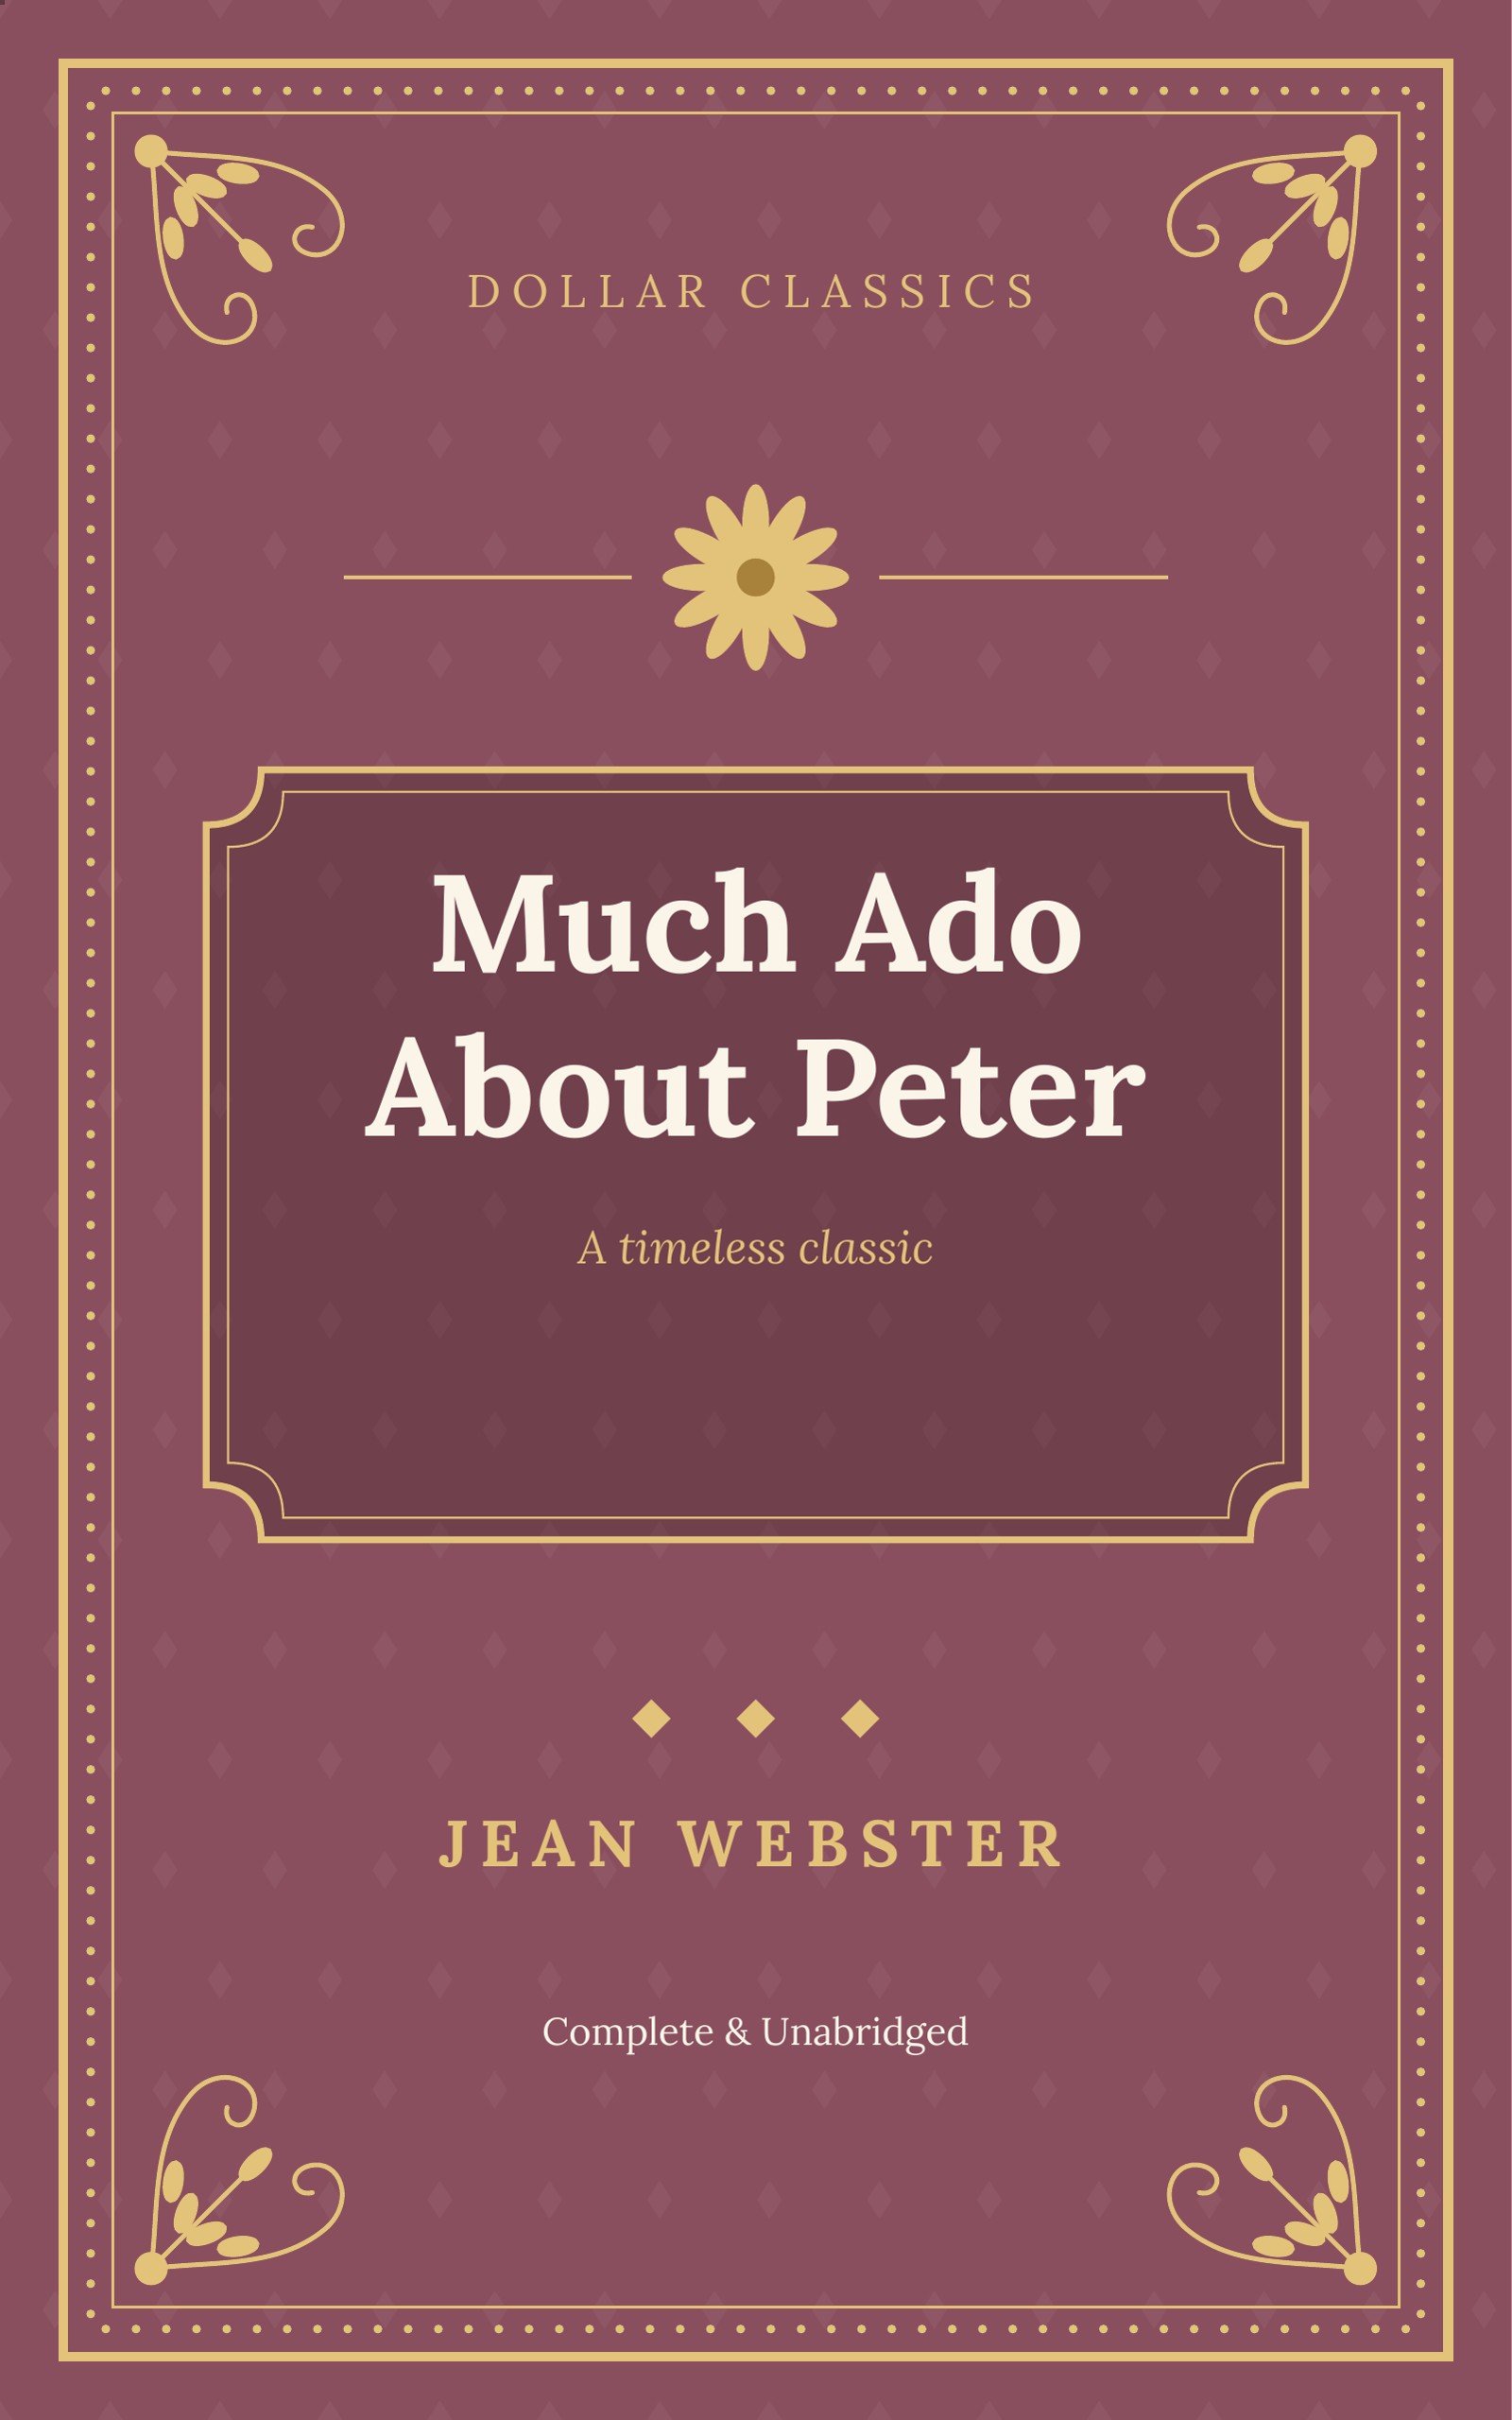 DOLLAR CLASSICS
Much Ado
About Peter
A timeless classic
JEAN WEBSTER
Complete & Unabridged